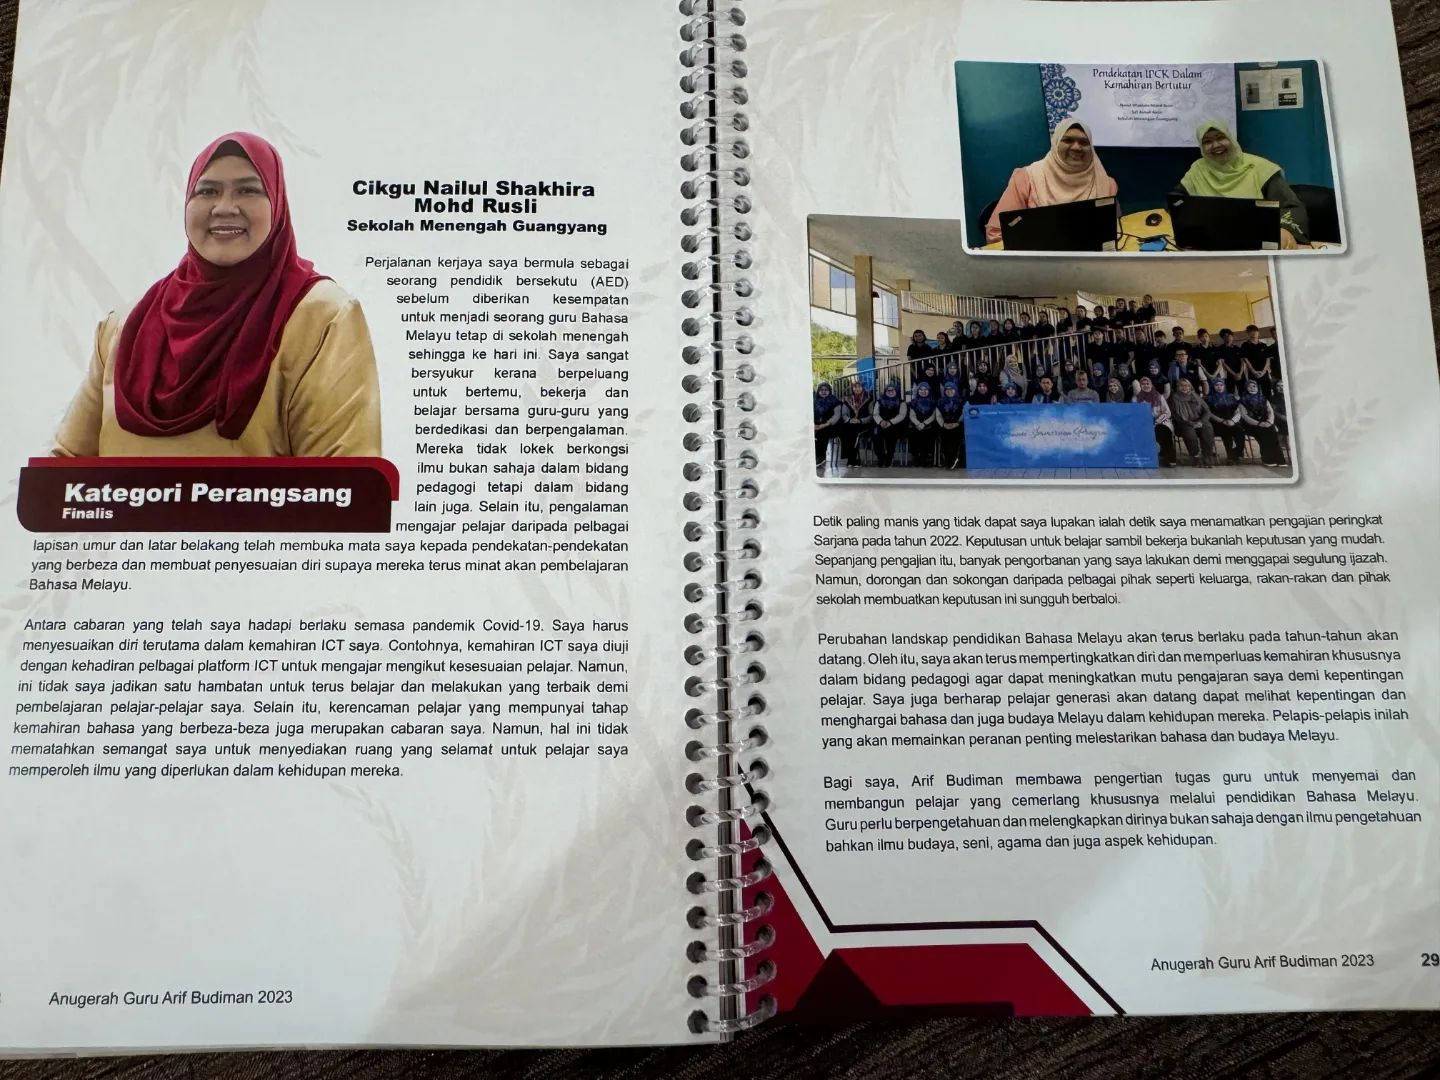 Cikgu Nailul Shakhira
Mohd Rusli
Sekolah Menengah Guangyang
Perjalanan kerjaya saya bermula sebagai
seorang pendidik bersekutu (AED)
sebelum diberikan kesempatan
untuk menjadi seorang guru Bahasa
Melayu tetap di sekolah menengah
sehingga ke hari ini. Saya sangat
bersyukur kerana berpeluang
untuk bertemu, bekerja dan
belajar bersama guru-guru yang
berdedikasi dan berpengalaman.
Mereka tidak lokek berkongsi
ilmu bukan sahaja dalam bidang
pedagogi tetapi dalam bidang
lain juga. Selain itu, pengalaman
mengajar pelajar daripada pelbagai
lapisan umur dan latar belakang telah membuka mata saya kepada pendekatan-pendekatan
yang berbeza dan membuat penyesuaian diri supaya mereka terus minat akan pembelajaran
Bahasa Melayu.
Kategori Perangsang
Finalis
Antara cabaran yang telah saya hadapi berlaku semasa pandemik Covid-19. Saya harus
menyesuaikan diri terutama dalam kemahiran ICT saya. Contohnya, kemahiran ICT saya diuji
dengan kehadiran pelbagai platform ICT untuk mengajar mengikut kesesuaian pelajar. Namun,
ini tidak saya jadikan satu hambatan untuk terus belajar dan melakukan yang terbaik demi
pembelajaran pelajar-pelajar saya. Selain itu, kerencaman pelajar yang mempunyai tahap
kemahiran bahasa yang berbeza-beza juga merupakan cabaran saya. Namun, hal ini tidak
mematahkan semangat saya untuk menyediakan ruang yang selamat untuk pelajar saya
memperoleh ilmu yang diperlukan dalam kehidupan mereka.
Anugerah Guru Arif Budiman 2023
Pendekatan IPCK Dalam
Kemahiran Bertutur
Sekolah Menengah Guangyang
Immersion Program
Detik paling manis yang tidak dapat saya lupakan ialah detik saya menamatkan pengajian peringkat
Sarjana pada tahun 2022. Keputusan untuk belajar sambil bekerja bukanlah keputusan yang mudah.
Sepanjang pengajian itu, banyak pengorbanan yang saya lakukan demi menggapai segulung ijazah.
Namun, dorongan dan sokongan daripada pelbagai pihak seperti keluarga, rakan-rakan dan pihak
sekolah membuatkan keputusan ini sungguh berbaloi.
Perubahan landskap pendidikan Bahasa Melayu akan terus berlaku pada tahun-tahun akan
datang. Oleh itu, saya akan terus mempertingkatkan diri dan memperluas kemahiran khususnya
dalam bidang pedagogi agar dapat meningkatkan mutu pengajaran saya demi kepentingan
pelajar. Saya juga berharap pelajar generasi akan datang dapat melihat kepentingan dan
menghargai bahasa dan juga budaya Melayu dalam kehidupan mereka. Pelapis-pelapis inilah
yang akan memainkan peranan penting melestarikan bahasa dan budaya Melayu.
Bagi saya, Arif Budiman membawa pengertian tugas guru untuk menyemai dan
membangun pelajar yang cemerlang khususnya melalui pendidikan Bahasa Melayu.
Guru perlu berpengetahuan dan melengkapkan dirinya bukan sahaja dengan ilmu pengetahuan
bahkan ilmu budaya, seni, agama dan juga aspek kehidupan.
Anugerah Guru Arif Budiman 2023
29